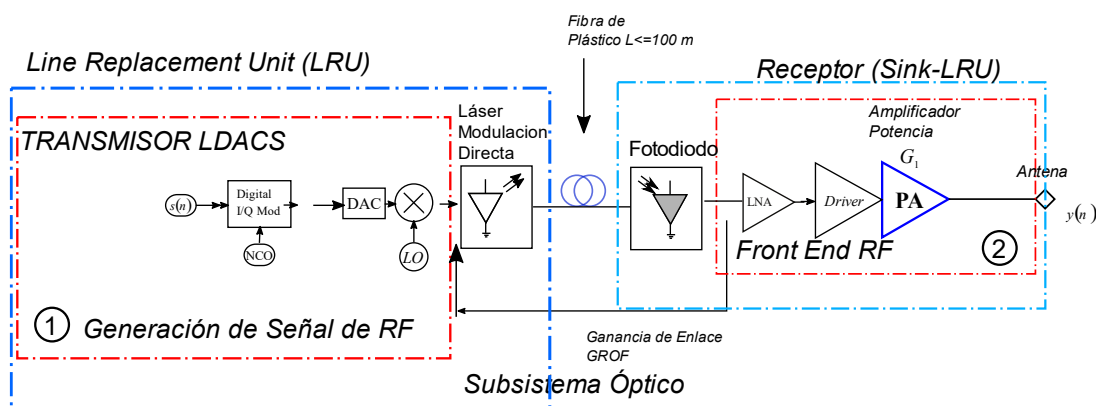 Fibra de
Plástico L<=100 m
Line Replacement Unit (LRU)
Receptor (Sink-LRU)
TRANSMISOR LDACS
Láser
Modulacion
Directa
Fotodiodo
Amplificador
Potencia
G₁
Antena
s(n)
Digital
I/Q Mod
DAC
NCO
LO
LNA
Driver
PA
y(n)
Front End RF
2
1
Generación de Señal de RF
Ganancia de Enlace
GROF
Subsistema Óptico